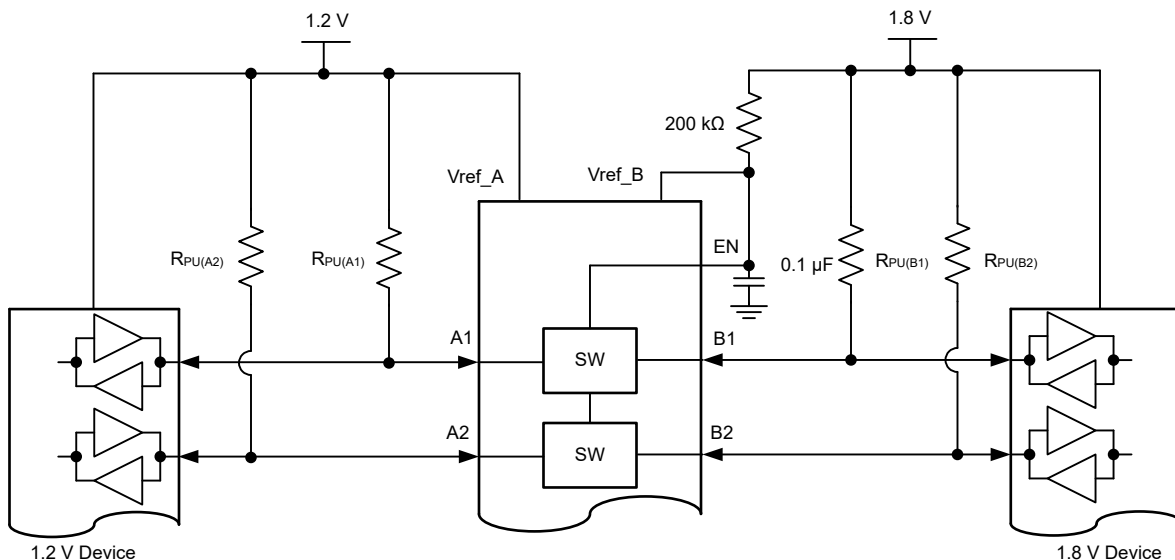 1.2 V
1.8 V
200 kΩ
Vref_A
Vref_B
EN
RPU(A2)
RPU(A1)
0.1 µF
RPU(B1)
RPU(B2)
A1
SW
B1
A2
SW
B2
1.2 V Device
1.8 V Device